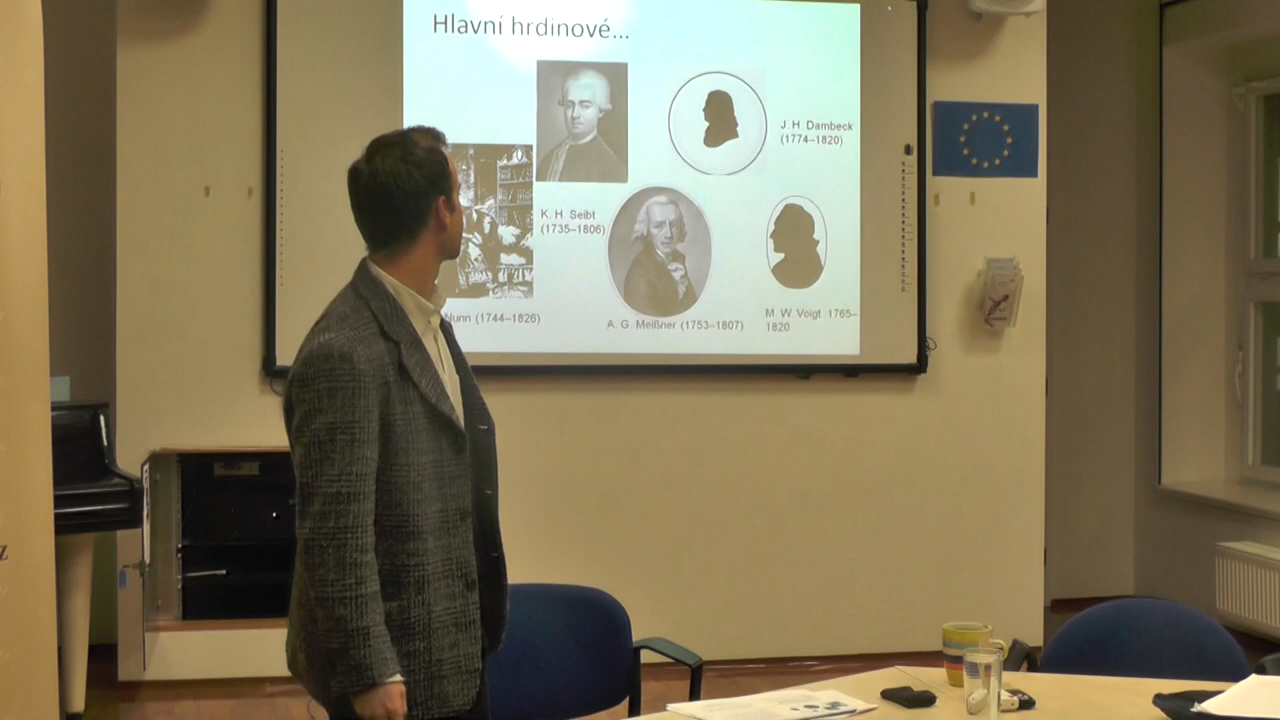 Hlavní hrdinové...
J. H. Dambeck
(1774–1820)
K. H. Seibt
(1735–1806)
Nunn (1744–1826)
A. G. Meißner (1753–1807)
M. W. Voigt 1765–
1820
z